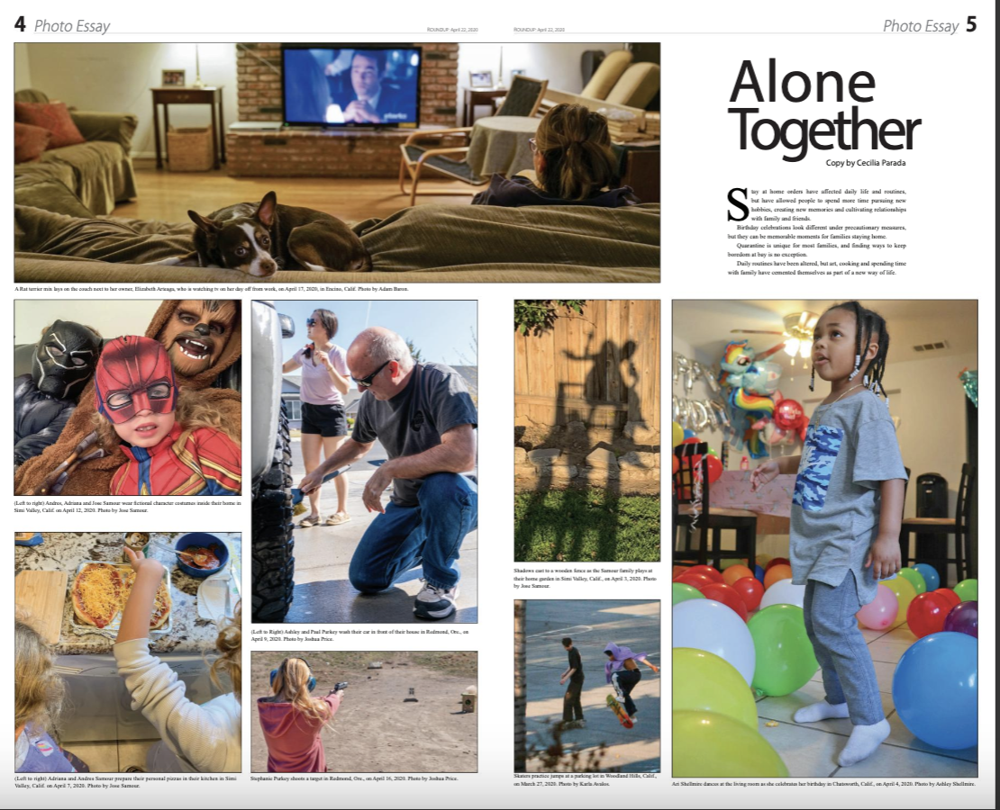 4 Photo Essay
ROUNDUP: April 22, 2020
ROUNDUP: April 22, 2020
Photo Essay 5
Alone
Together
Copy by Cecilia Parada
Stay at home orders have affected daily life and routines,
but have allowed people to spend more time pursuing new
hobbies, creating new memories and cultivating relationships
with family and friends.
Birthday celebrations look different under precautionary measures,
but they can be memorable moments for families staying home.
Quarantine is unique for most families, and finding ways to keep
boredom at bay is no exception.
Daily routines have been altered, but art, cooking and spending time
with family have cemented themselves as part of a new way of life.
A Rat terrier mix lays on the couch next to her owner, Elizabeth Arteaga, who is watching tv on her day off from work, on April 17, 2020, in Encino, Calif. Photo by Adam Baron.
(Left to right) Andres, Adriana and Jose Samour wear fictional character costumes inside their home in
Simi Valley, Calif. on April 12, 2020. Photo by Jose Samour.
(Left to right) Adriana and Andres Samour prepare their personal pizzas in their kitchen in Simi
Valley, Calif. on April 7, 2020. Photo by Jose Samour.
(Left to Right) Ashley and Paul Purkey wash their car in front of their house in Redmond, Ore., on
April 9, 2020. Photo by Joshua Price.
Stephanie Purkey shoots a target in Redmond, Ore., on April 16, 2020. Photo by Joshua Price.
Shadows cast to a wooden fence as the Samour family plays at
their home garden in Simi Valley, Calif., on April 3, 2020. Photo
by Jose Samour.
Skaters practice jumps at a parking lot in Woodland Hills, Calif.,
on March 27, 2020. Photo by Karla Avalos.
Ari Shellmire dances at the living room as she celebrates her birthday in Chatsworth, Calif., on April 4, 2020. Photo by Ashley Shellmire.